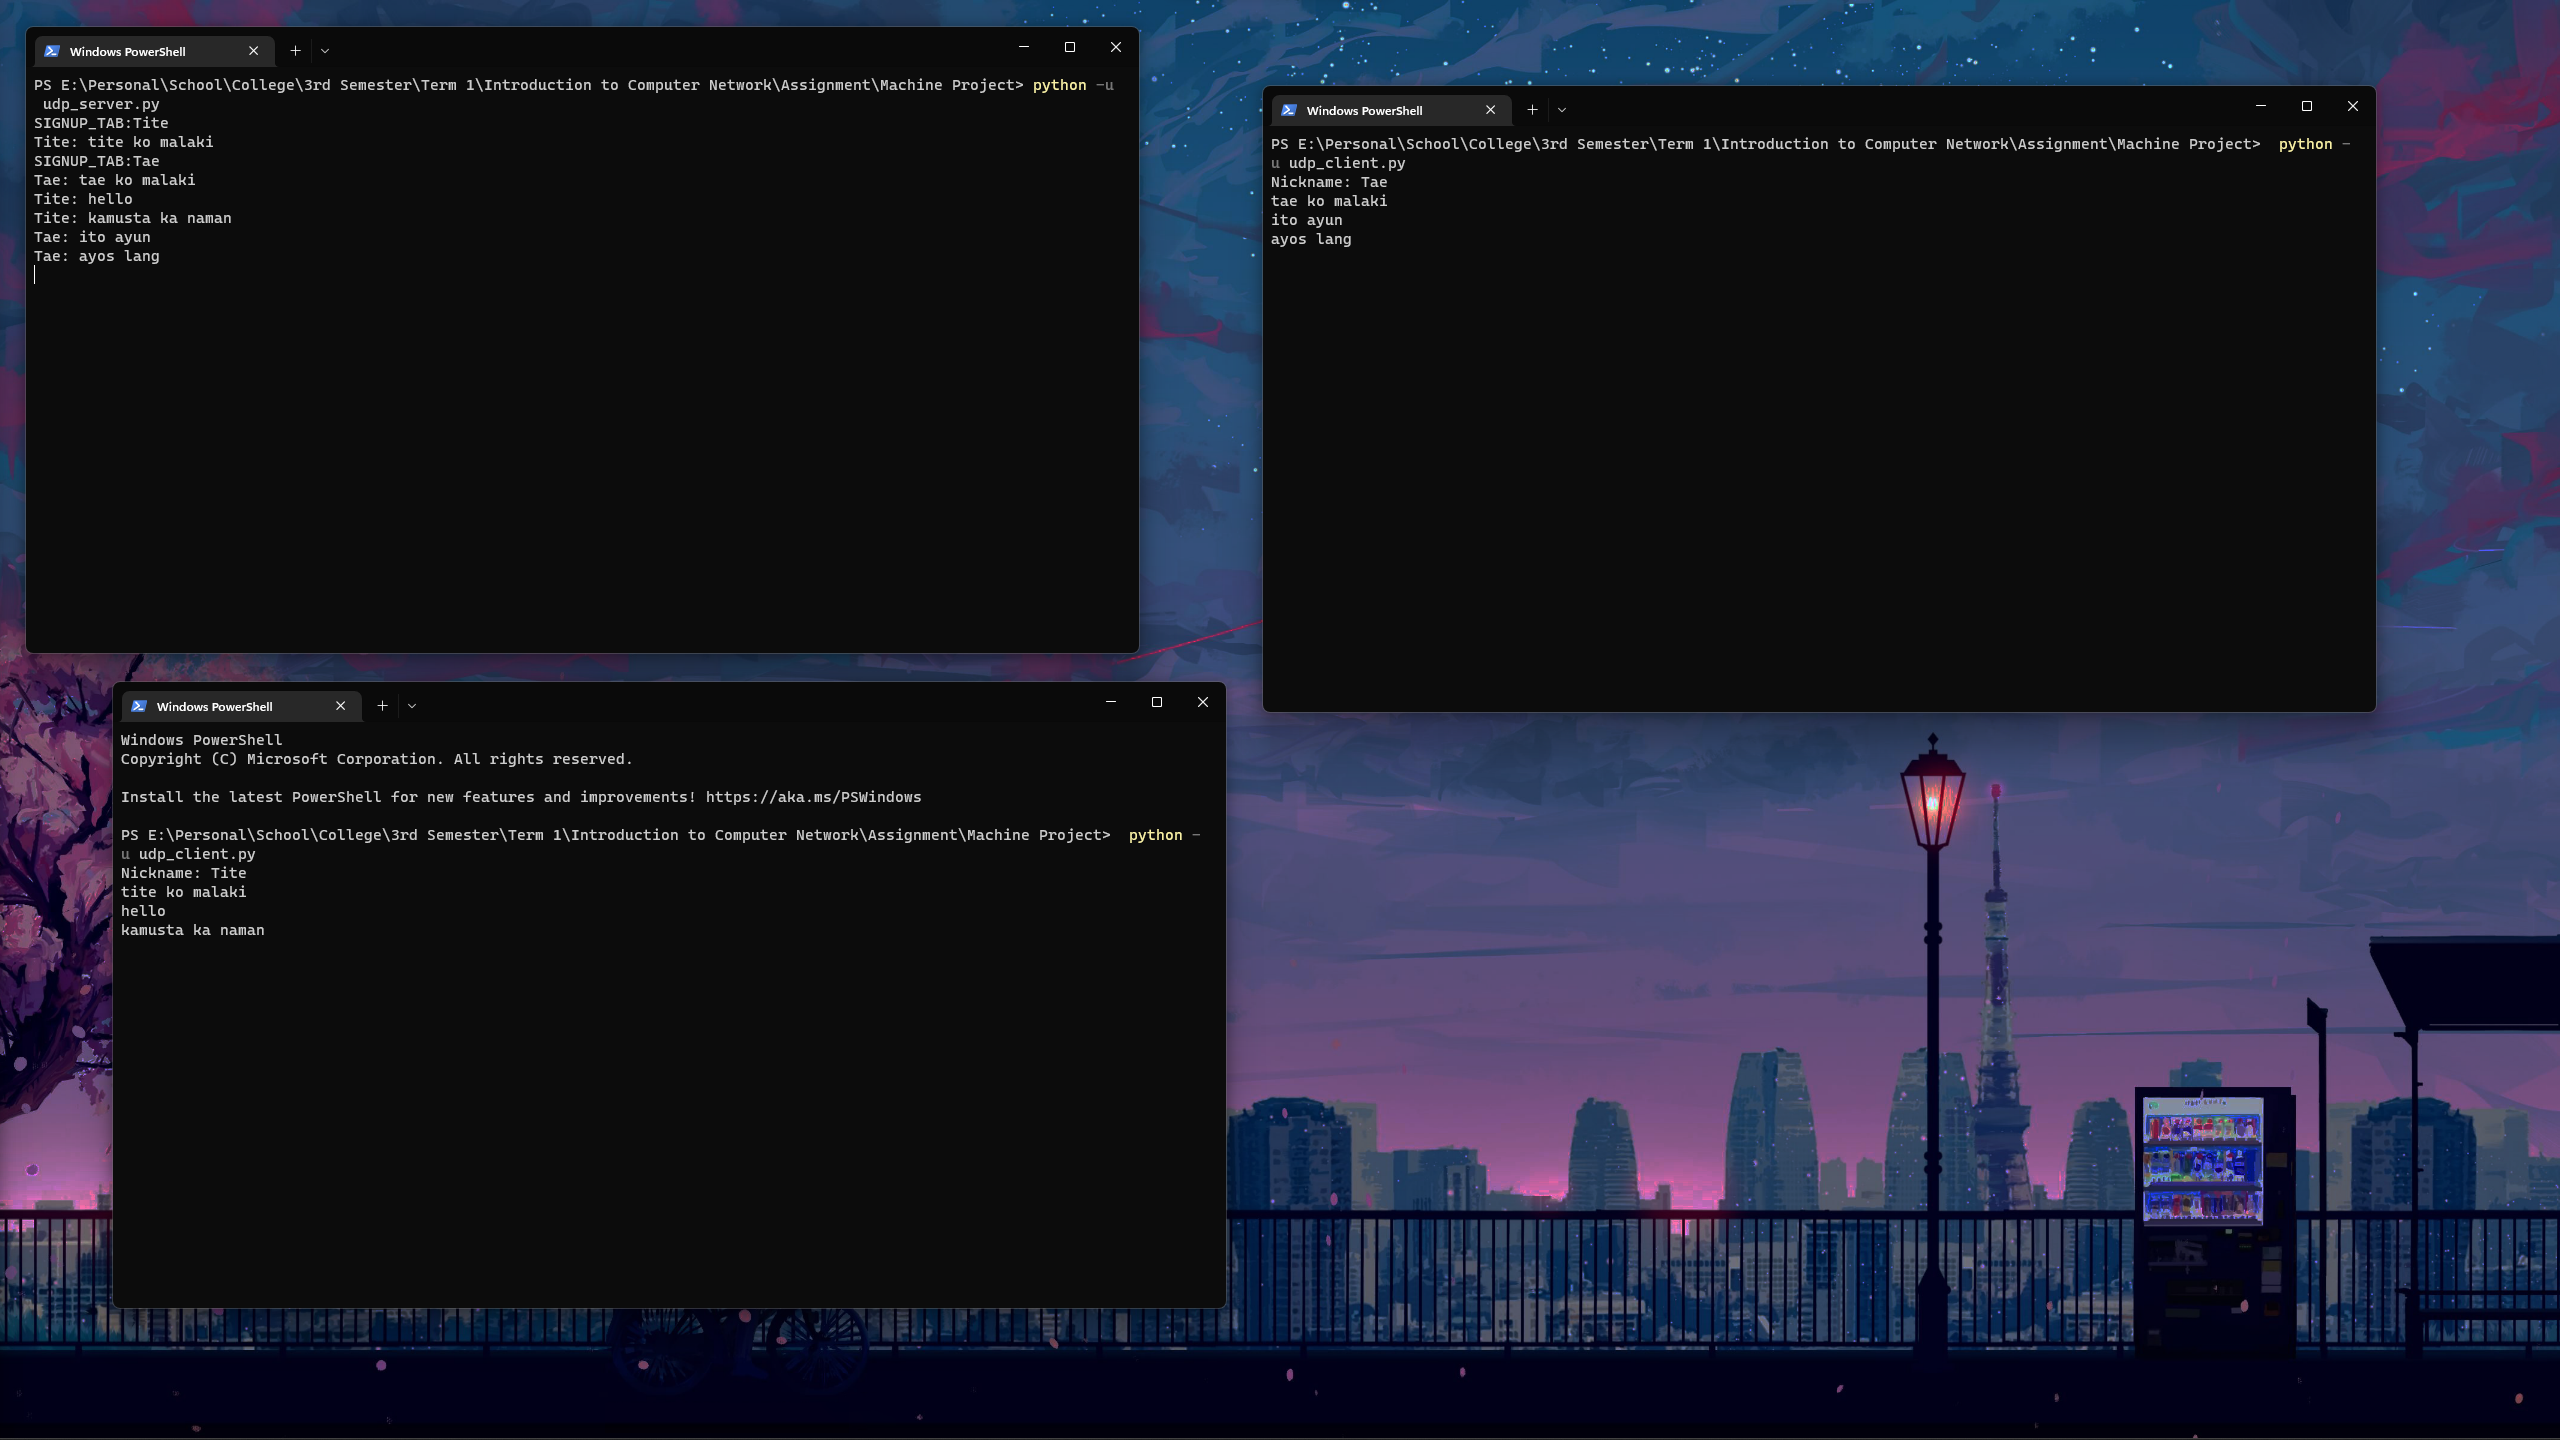 Windows PowerShell
PS E:\Personal\School\College\3rd Semester\Term 1\Introduction to Computer Network\Assignment\Machine Project> python -u
udp_server.py
SIGNUP_TAB:Tite
Tite: tite ko malaki
SIGNUP_TAB:Tae
Tae: tae ko malaki
Tite: hello
Tite: kamusta ka naman
Tae: ito ayun
Tae: ayos lang
Windows PowerShell
PS E:\Personal\School\College\3rd Semester\Term 1\Introduction to Computer Network\Assignment\Machine Project>  python -
u udp_client.py
Nickname: Tae
tae ko malaki
ito ayun
ayos lang
Windows PowerShell
Windows PowerShell
Copyright (C) Microsoft Corporation. All rights reserved.
Install the latest PowerShell for new features and improvements! https://aka.ms/PSWindows
PS E:\Personal\School\College\3rd Semester\Term 1\Introduction to Computer Network\Assignment\Machine Project>  python -
u udp_client.py
Nickname: Tite
tite ko malaki
hello
kamusta ka naman